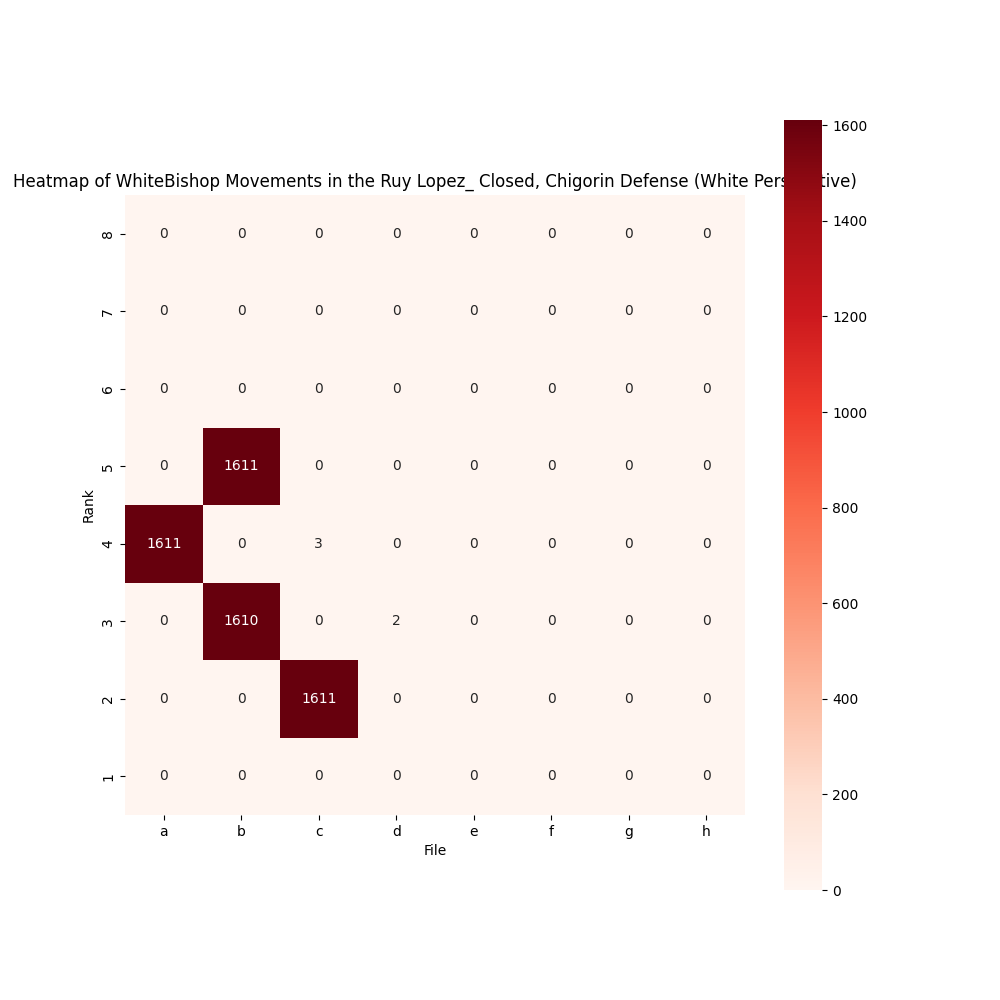 Heatmap of WhiteBishop Movements in the Ruy Lopez_ Closed, Chigorin Defense (White Pers tive)
8 0 0 0 0 0 0 0 0
7 0 0 0 0 0 0 0 0
6 0 0 0 0 0 0 0 0
5 0 1611 0 0 0 0 0 0
4 1611 0 3 0 0 0 0 0
3 0 1610 0 2 0 0 0 0
2 0 0 1611 0 0 0 0 0
1 0 0 0 0 0 0 0 0
a b c d e f g h
File
Rank
1600
1400
1200
1000
800
600
400
200
0